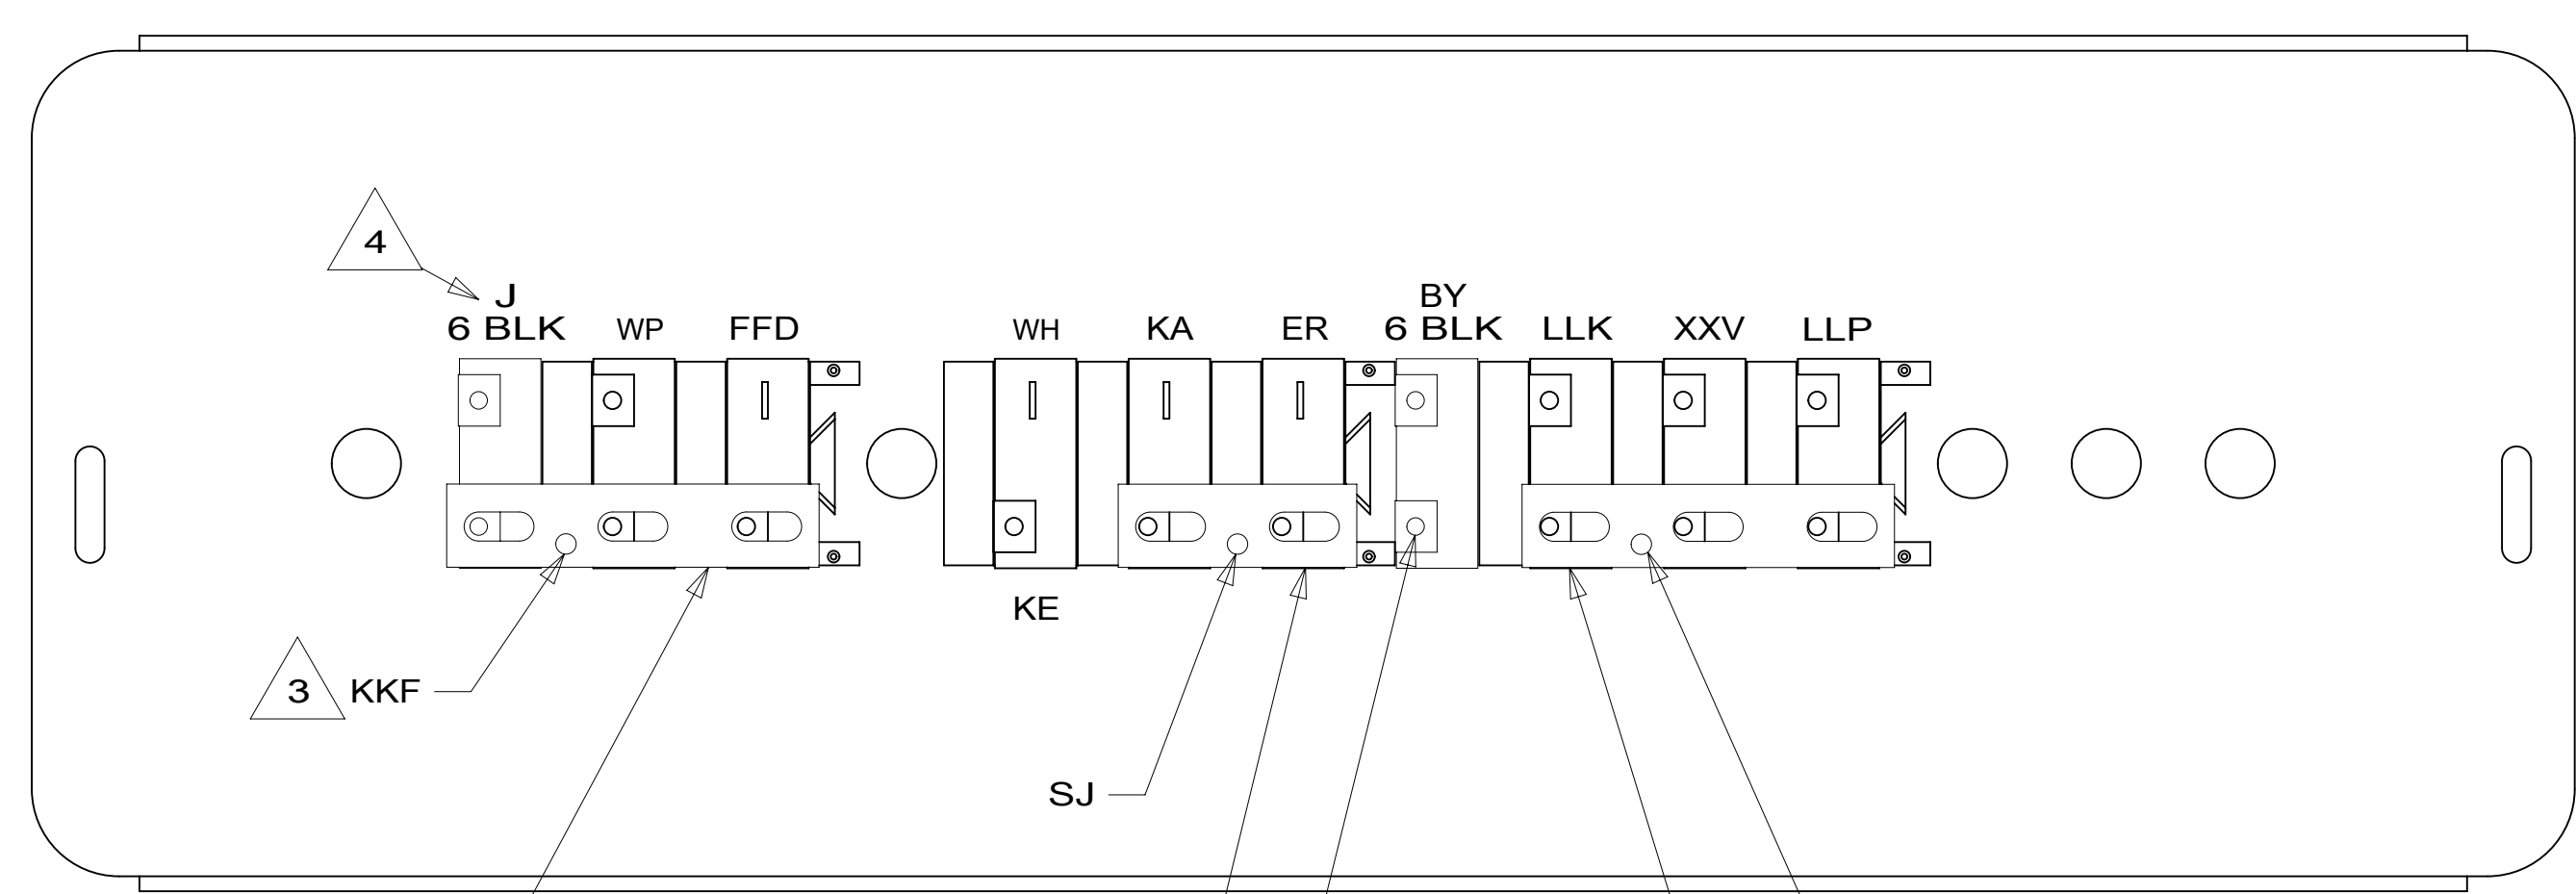 4
J
BY
6 BLK WP FFD WH KA ER 6 BLK LLK XXV LLP
KE
3 KKF
SJ